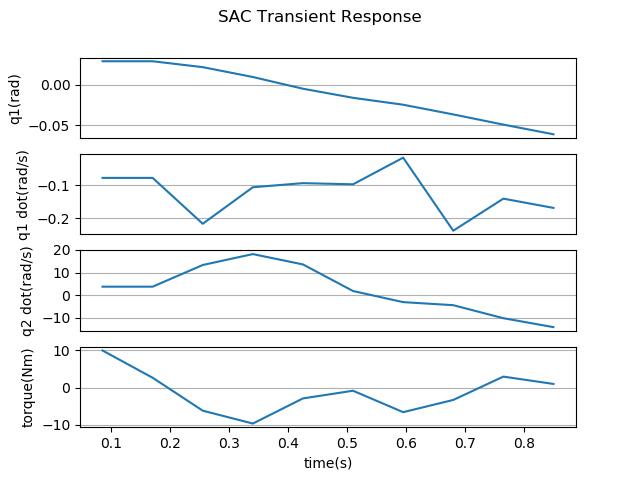 SAC Transient Response
q1(rad)
0.00
−0.05
q1 dot(rad/s)
−0.1
−0.2
q2 dot(rad/s)
20
10
0
−10
torque(Nm)
10
0
−10
0.1 0.2 0.3 0.4 0.5 0.6 0.7 0.8
time(s)